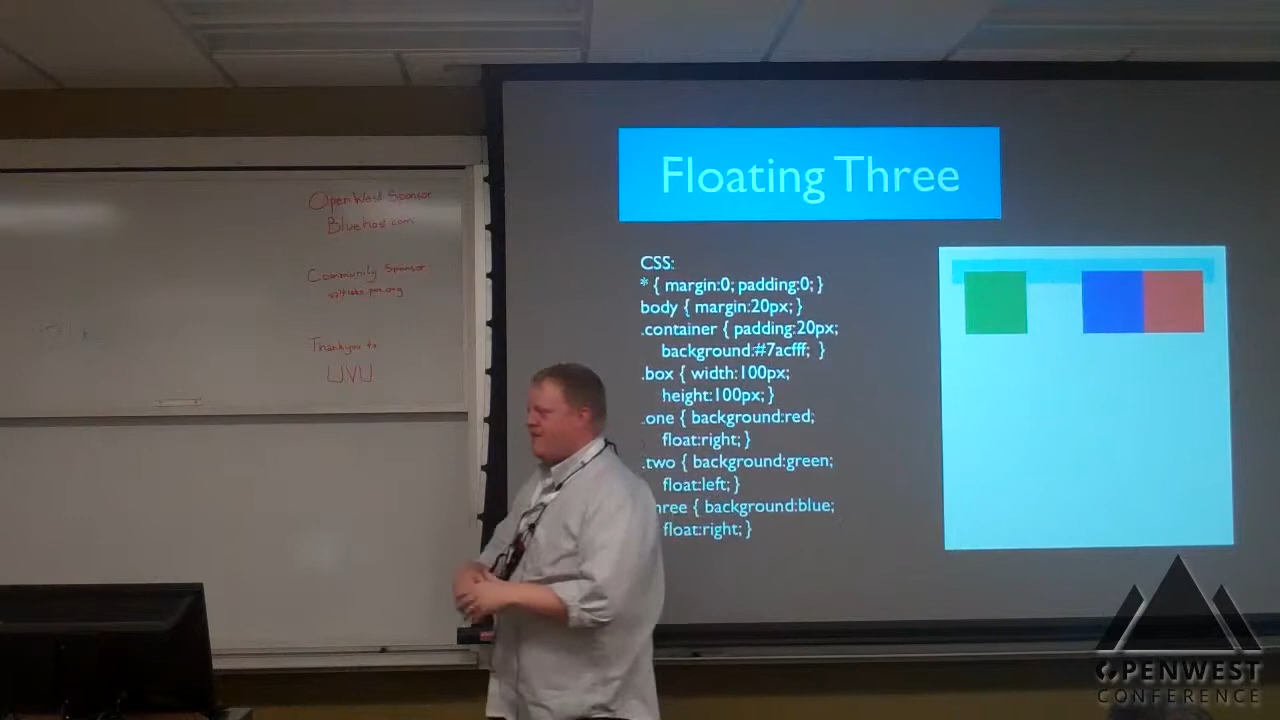 OpenWest Sponsor
Bluehost.com
Community Sponsor
Thankyou to
UVU
Floating Three
CSS:
* { margin:0; padding:0; }
body { margin:20px; }
.container { padding:20px;
background:#7acfff; }
.box { width:100px;
height:100px; }
.one { background:red;
float:right; }
.two { background:green;
float:left; }
hree { background:blue;
float:right; }
OPENWEST
CONFERENCE